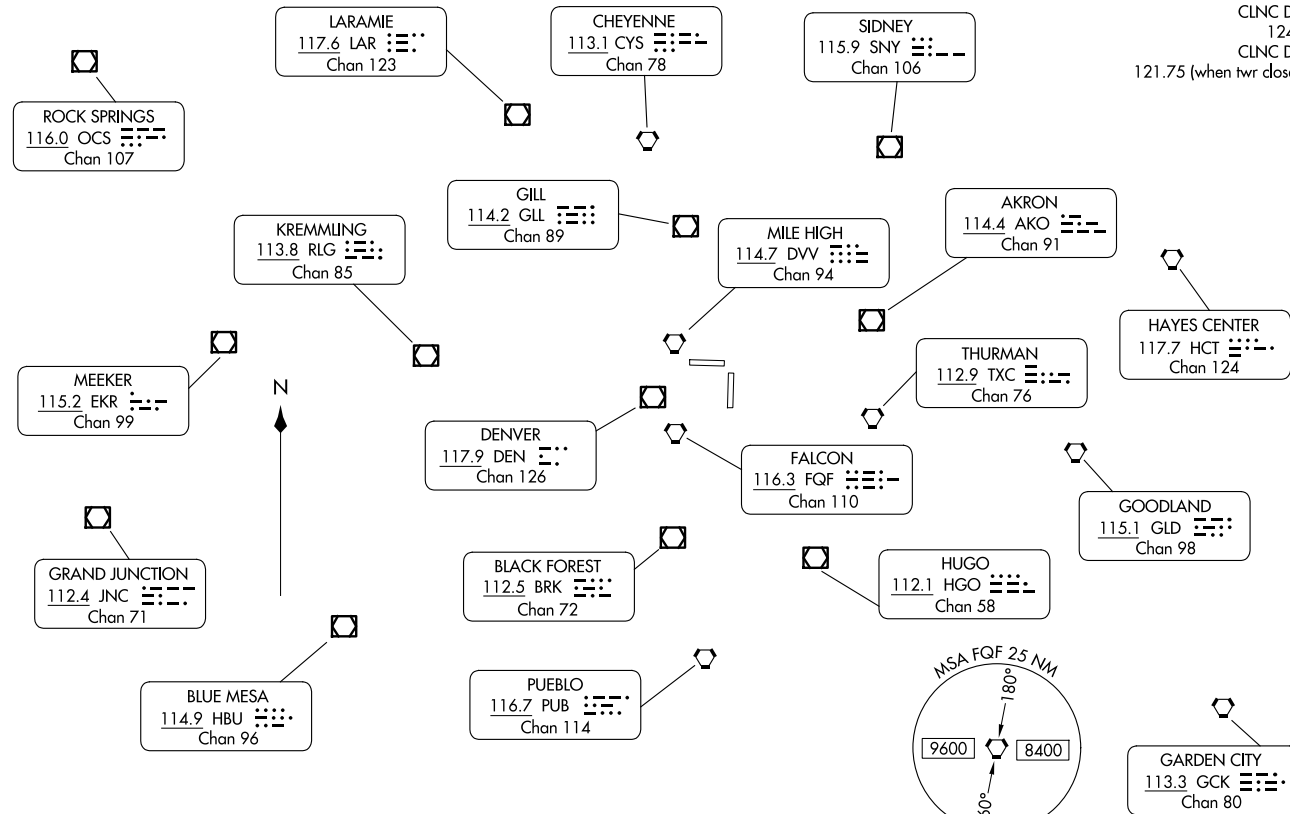 LARAMIE
117.6 LAR
Chan 123
CHEYENNE
113.1 CYS
Chan 78
SIDNEY
115.9 SNY
Chan 106
CLNC D
124
CLNC D
121.75 (when twr close
ROCK SPRINGS
116.0 OCS
Chan 107
GILL
114.2 GLL
Chan 89
KREMMLING
113.8 RLG
Chan 85
MILE HIGH
114.7 DVV
Chan 94
AKRON
114.4 AKO
Chan 91
HAYES CENTER
117.7 HCT
Chan 124
THURMAN
112.9 TXC
Chan 76
MEEKER
115.2 EKR
Chan 99
N
DENVER
117.9 DEN
Chan 126
FALCON
116.3 FQF
Chan 110
GOODLAND
115.1 GLD
Chan 98
GRAND JUNCTION
112.4 JNC
Chan 71
BLACK FOREST
112.5 BRK
Chan 72
HUGO
112.1 HGO
Chan 58
BLUE MESA
114.9 HBU
Chan 96
PUEBLO
116.7 PUB
Chan 114
MSA FQF 25 NM
180°
9600
8400
60°
GARDEN CITY
113.3 GCK
Chan 80